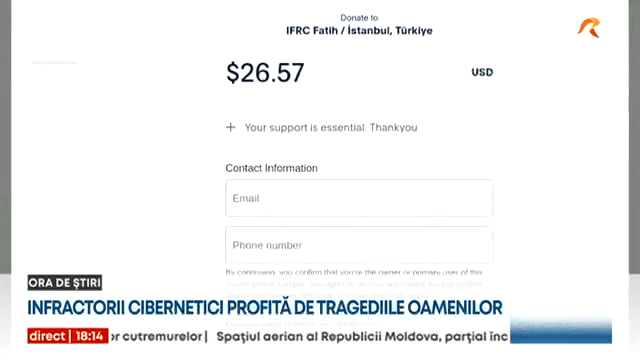 Donate to
IFRC Fatih / İstanbul, Türkiye
$26.57
USD
+ Your support is essential. Thankyou
Contact Information
Email
Phone number
By continuing, you confirm that you're the owner or primary user of this
ORA DE ȘTIRI
INFRACTORII CIBERNETICI PROFITĂ DE TRAGEDIILE OAMENILOR
direct | 18:14 or cutremurelor | Spațiul aerian al Republicii Moldova, parțial înc